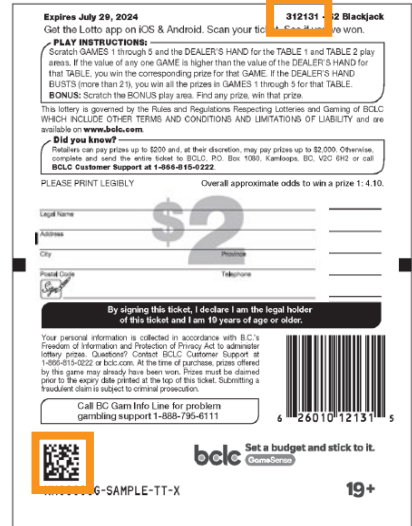 Expires July 29, 2024 312131 - $2 Blackjack
Get the Lotto app on iOS & Android. Scan your ticket. See if you've won.
PLAY INSTRUCTIONS:
Scratch GAMES 1 through 5 and the DEALER'S HAND for the TABLE 1 and TABLE 2 play
areas. If the value of any one GAME is higher than the value of the DEALER'S HAND for
that TABLE, you win the corresponding prize for that GAME. If the DEALER'S HAND
BUSTS (more than 21), you win all the prizes in GAMES 1 through 5 for that TABLE.
BONUS: Scratch the BONUS play area. Find any prize, win that prize.
This lottery is governed by the Rules and Regulations Respecting Lotteries and Gaming of BCLC
WHICH INCLUDE OTHER TERMS AND CONDITIONS AND LIMITATIONS OF LIABILITY and are
available on www.bclc.com.
Did you know?
Retailers can pay prizes up to $200 and, at their discretion, may pay prizes up to $2,000. Otherwise,
complete and send the entire ticket to BCLC, P.O. Box 1080, Kamloops, BC, V2C 6H2 or call
BCLC Customer Support at 1-866-815-0222.
PLEASE PRINT LEGIBLY Overall approximate odds to win a prize 1: 4.10.
$2
Legal Name
Address
City Province
Postal Code Telephone
Sign
By signing this ticket, I declare I am the legal holder
of this ticket and I am 19 years of age or older.
Your personal information is collected in accordance with B.C.'s
Freedom of Information and Protection of Privacy Act to administer
lottery prizes. Questions? Contact BCLC Customer Support at
1-866-815-0222 or bclc.com. At the time of purchase, prizes offered
by this game may already have been won. Prizes must be claimed
prior to the expiry date printed at the top of this ticket. Submitting a
fraudulent claim is subject to criminal prosecution.
Call BC Gam Info Line for problem
gambling support 1-888-795-6111
6 26010 12131 5
bclc Set a budget and stick to it.
GameSense
G-SAMPLE-TT-X 19+